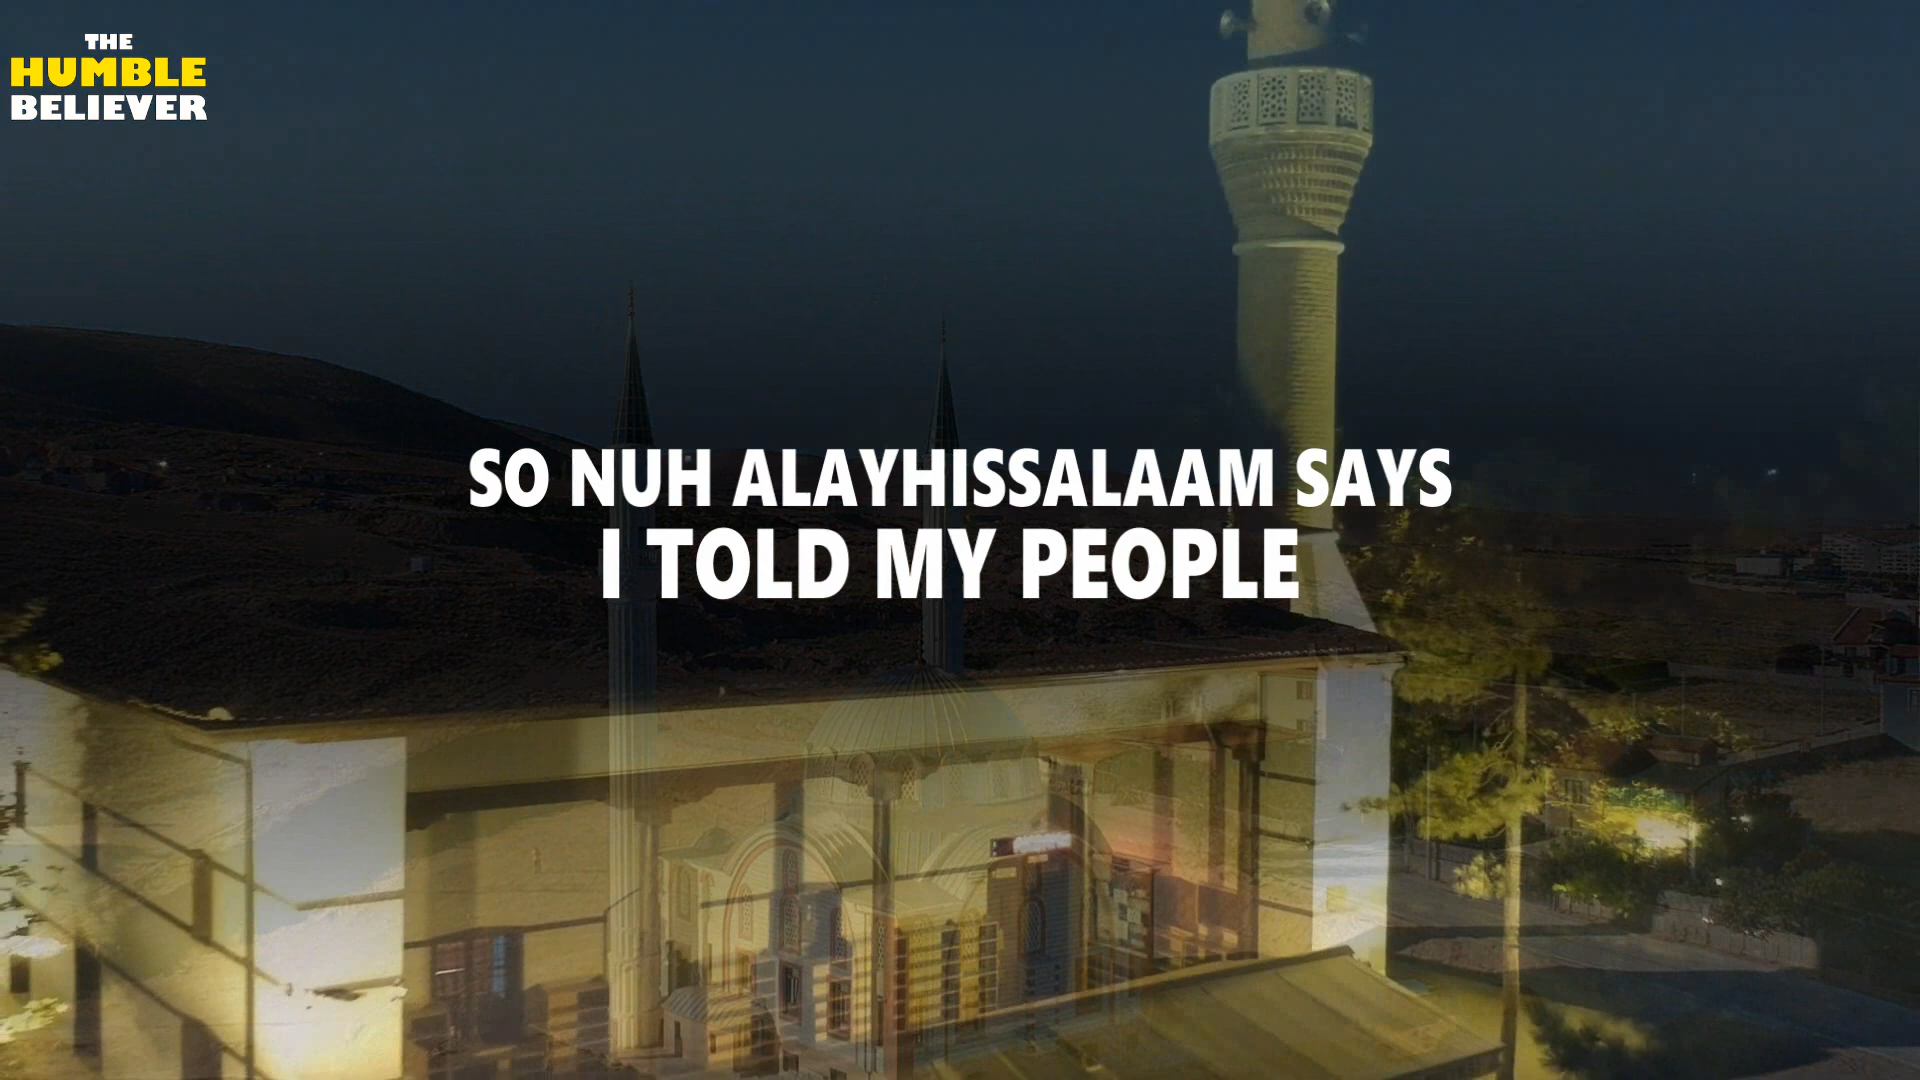 THE
HUMBLE
BELIEVER
SO NUH ALAYHISSALAAM SAYS
I TOLD MY PEOPLE